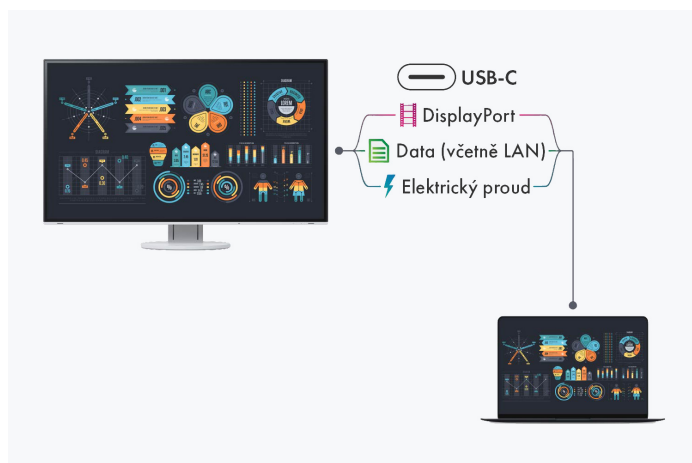 USB-C
DisplayPort
Data (včetně LAN)
Elektrický proud